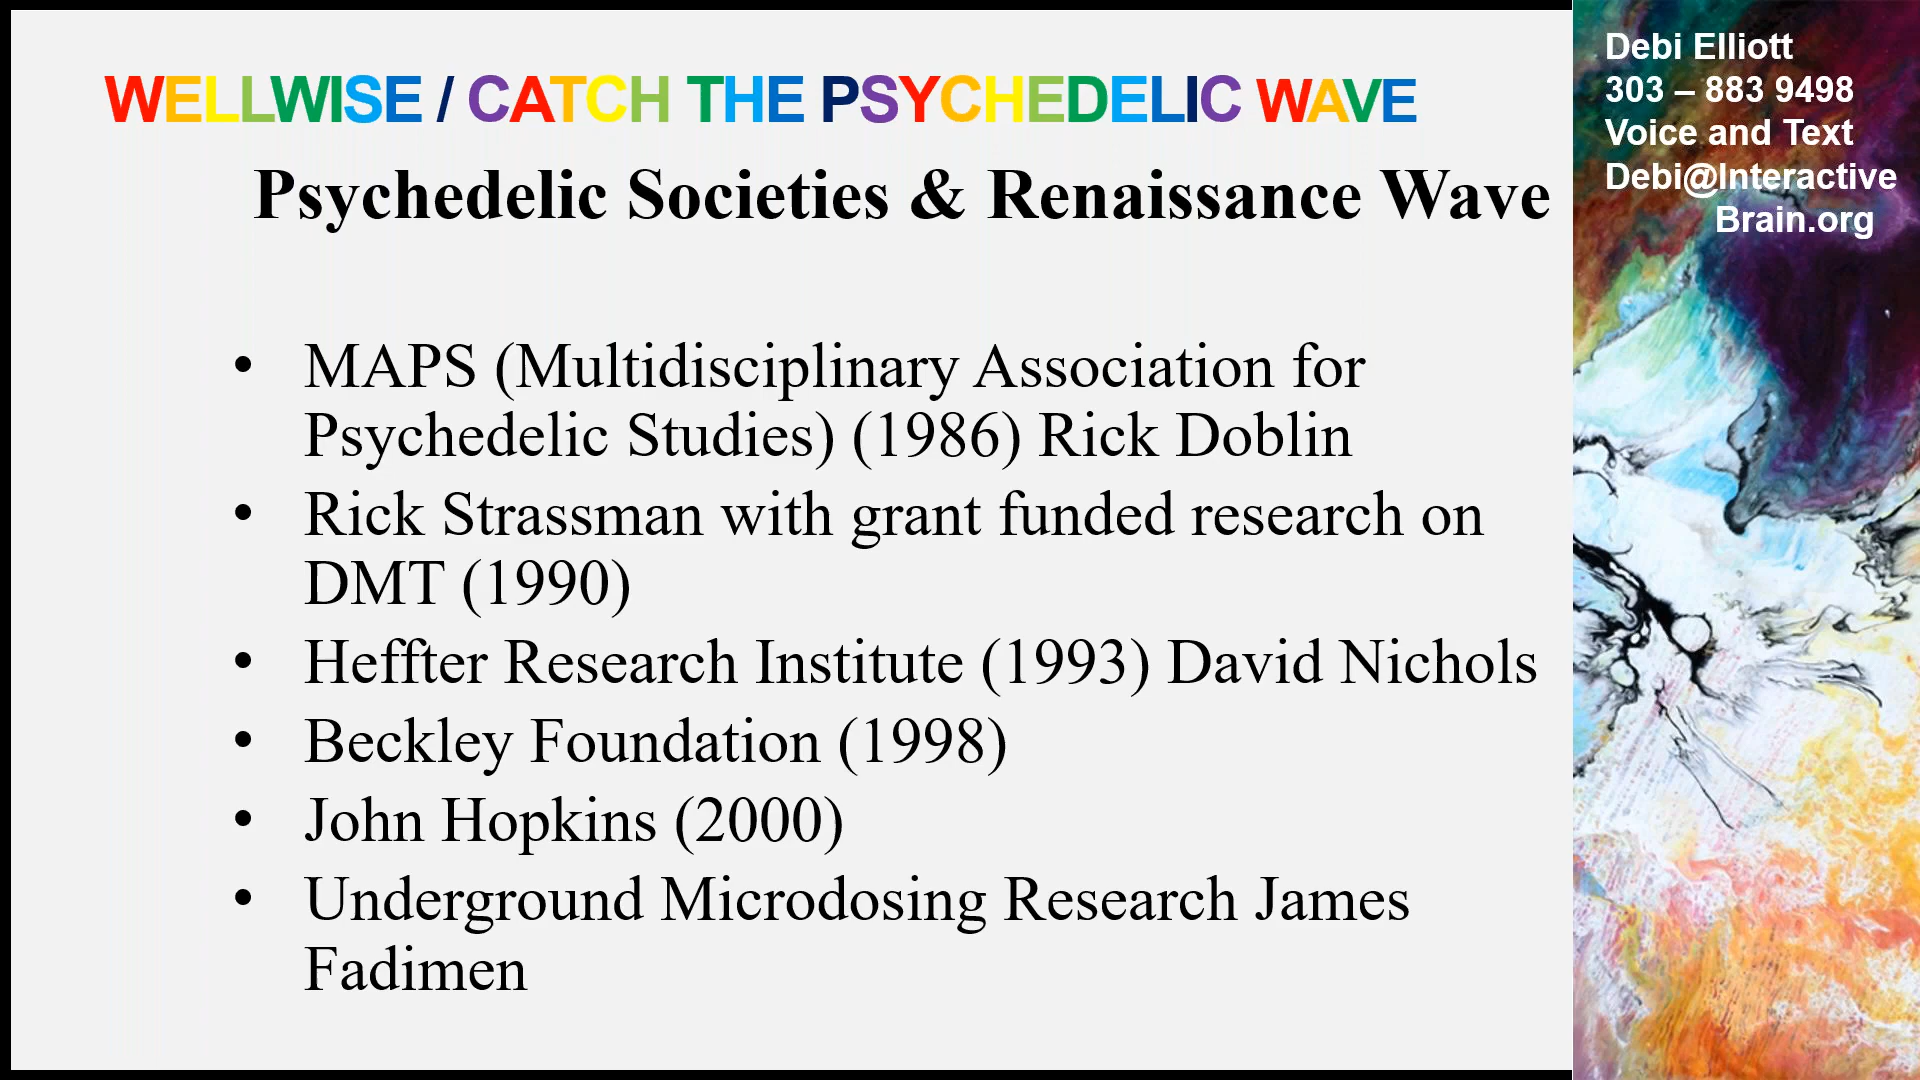 WELLWISE / CATCH THE PSYCHEDELIC WAVE
Psychedelic Societies & Renaissance Wave
• MAPS (Multidisciplinary Association for
Psychedelic Studies) (1986) Rick Doblin
• Rick Strassman with grant funded research on
DMT (1990)
• Heffter Research Institute (1993) David Nichols
• Beckley Foundation (1998)
• John Hopkins (2000)
• Underground Microdosing Research James
Fadimen
Debi Elliott
303 – 883 9498
Voice and Text
Debi@Interactive
Brain.org